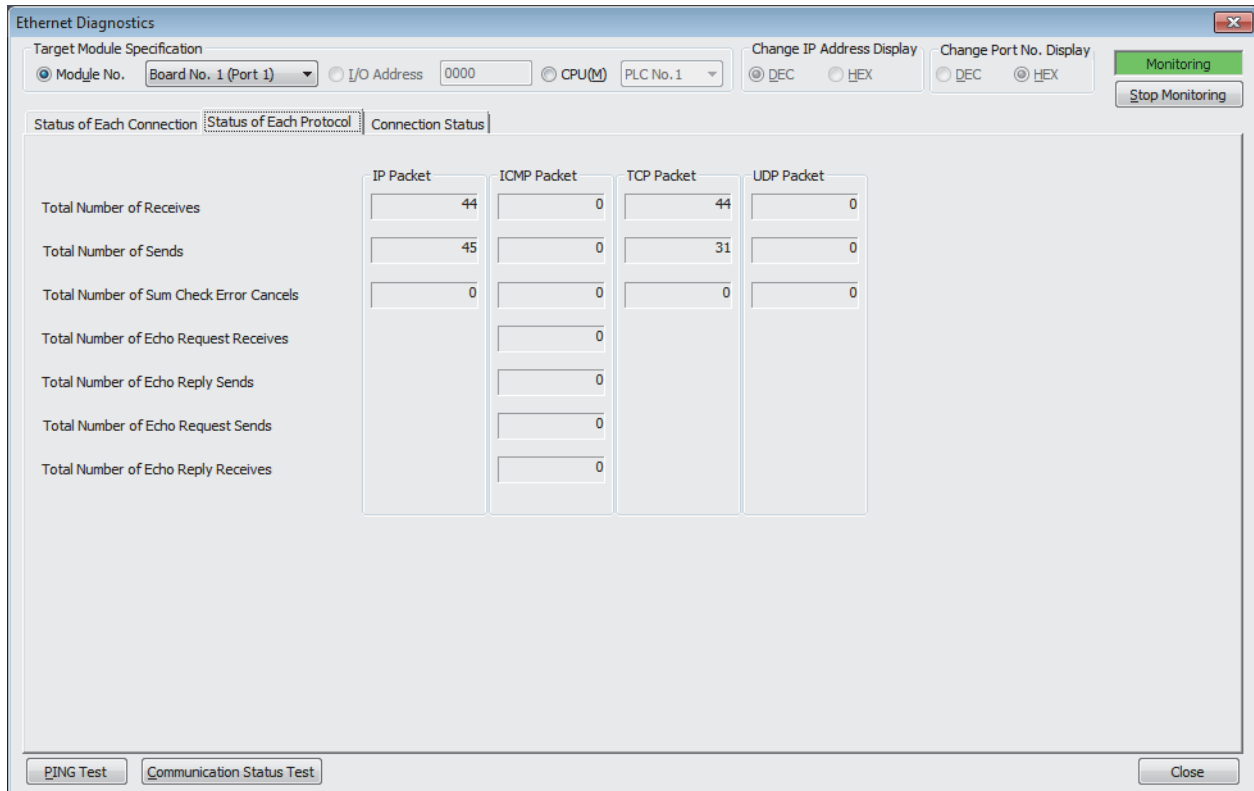 Ethernet Diagnostics
Target Module Specification
Module No. Board No. 1 (Port 1) I/O Address 0000 CPU(M) PLC No.1
Change IP Address Display
DEC HEX
Change Port No. Display
DEC HEX
Monitoring
Stop Monitoring
Status of Each Connection Status of Each Protocol Connection Status
IP Packet ICMP Packet TCP Packet UDP Packet
Total Number of Receives 44 0 44 0
Total Number of Sends 45 0 31 0
Total Number of Sum Check Error Cancels 0 0 0 0
Total Number of Echo Request Receives 0
Total Number of Echo Reply Sends 0
Total Number of Echo Request Sends 0
Total Number of Echo Reply Receives 0
PING Test Communication Status Test Close